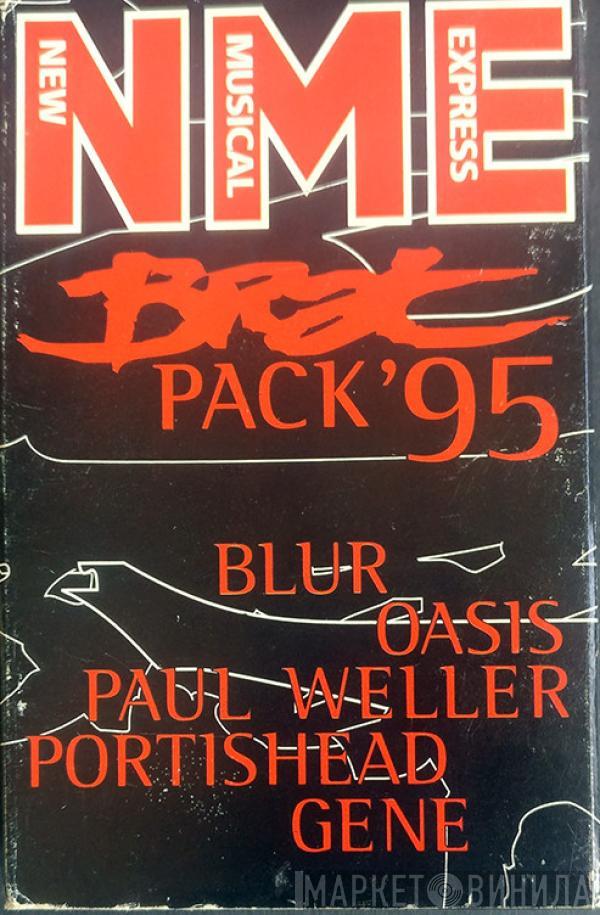 NME
NEW
MUSICAL
EXPRESS
Brat
PACK '95
BLUR
OASIS
PAUL WELLER
PORTISHEAD
GENE
МАРКЕТ ВИНИЛА